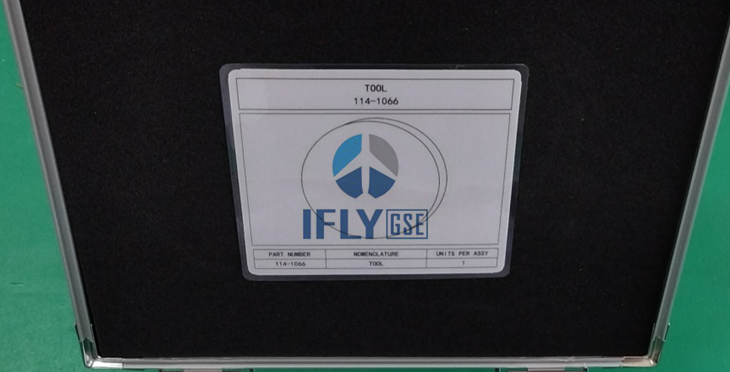 TOOL
114-1066
IFLY GSE
PART NUMBER NOMENCLATURE UNITS PER ASSY
114-1066 TOOL 1